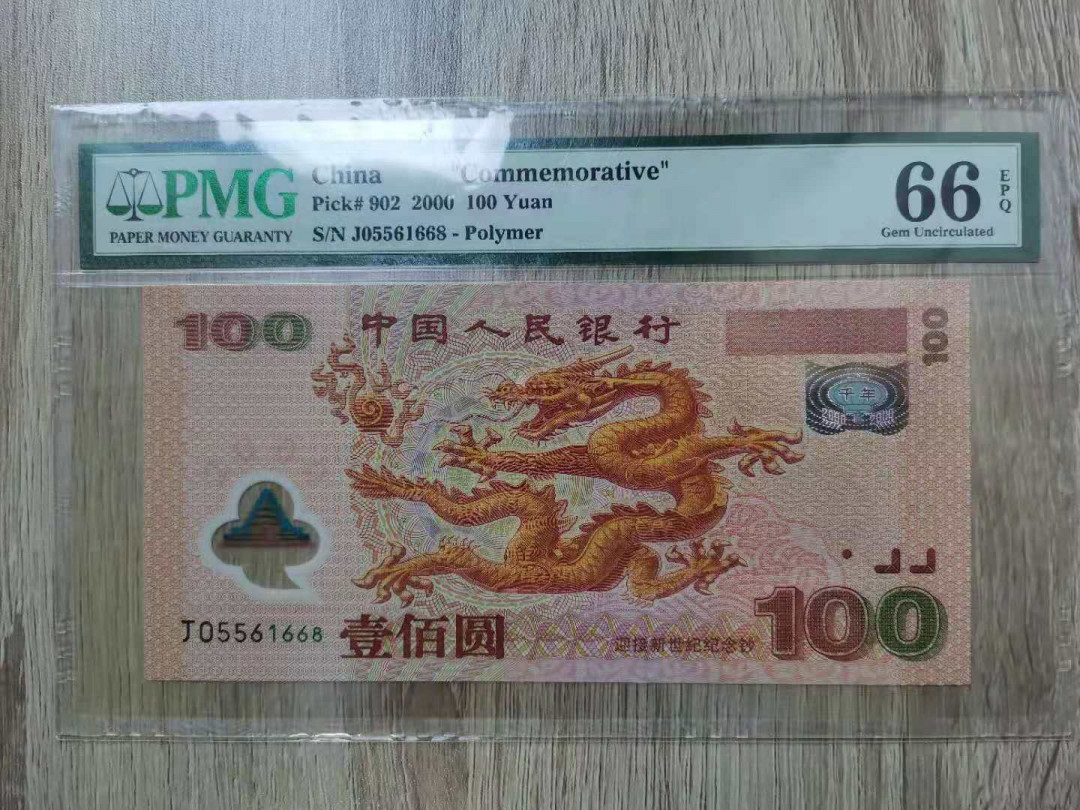 PMG
PAPER MONEY GUARANTY
China "Commemorative"
Pick# 902 2000 100 Yuan
S/N J05561668 - Polymer
66
EPQ
Gem Uncirculated
100
中国人民银行
100
千年
J05561668
壹佰圆
迎接新世纪纪念钞
100